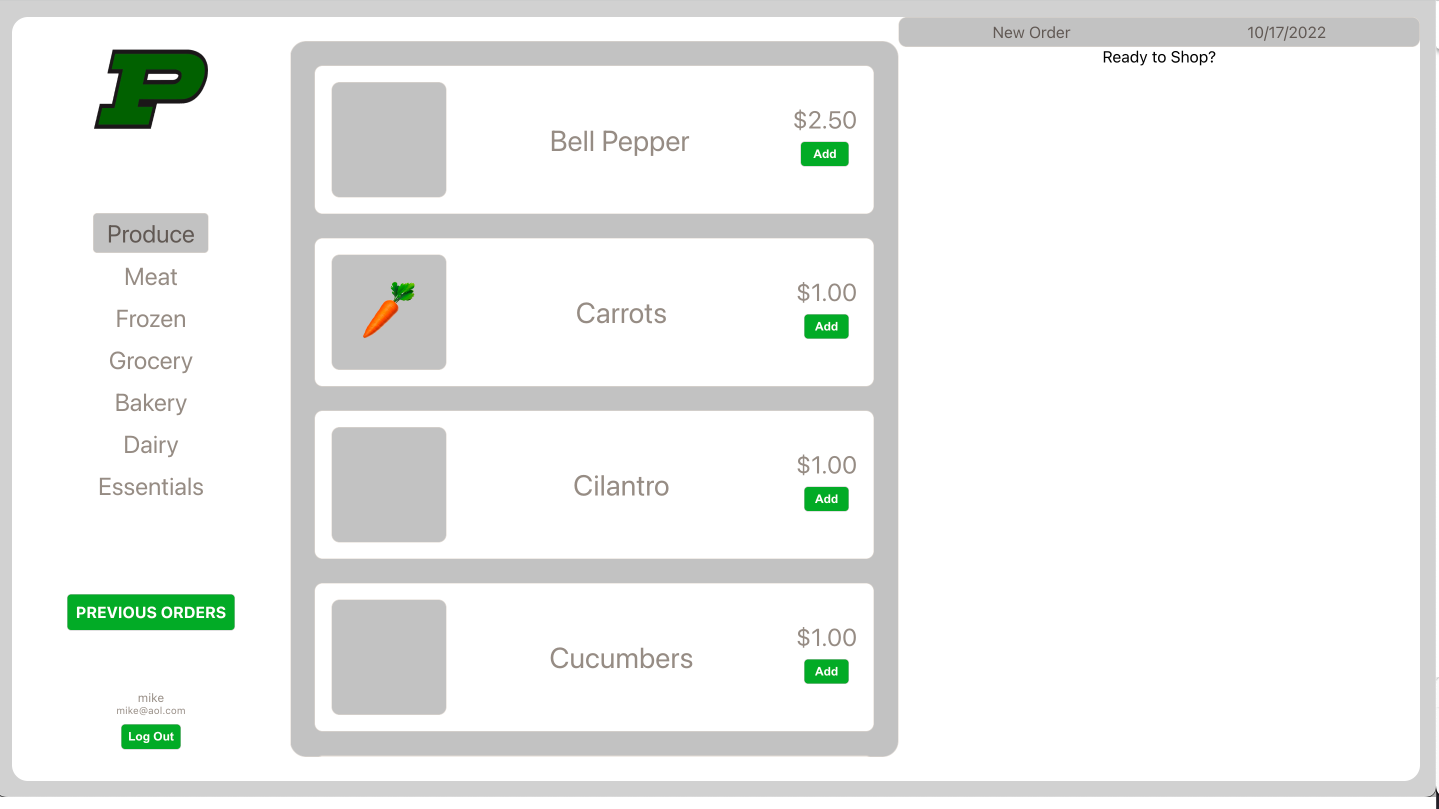 P
Produce
Meat
Frozen
Grocery
Bakery
Dairy
Essentials
PREVIOUS ORDERS
mike
mike@aol.com
Log Out
Bell Pepper
$2.50
Add
Carrots
$1.00
Add
Cilantro
$1.00
Add
Cucumbers
$1.00
Add
New Order 10/17/2022
Ready to Shop?